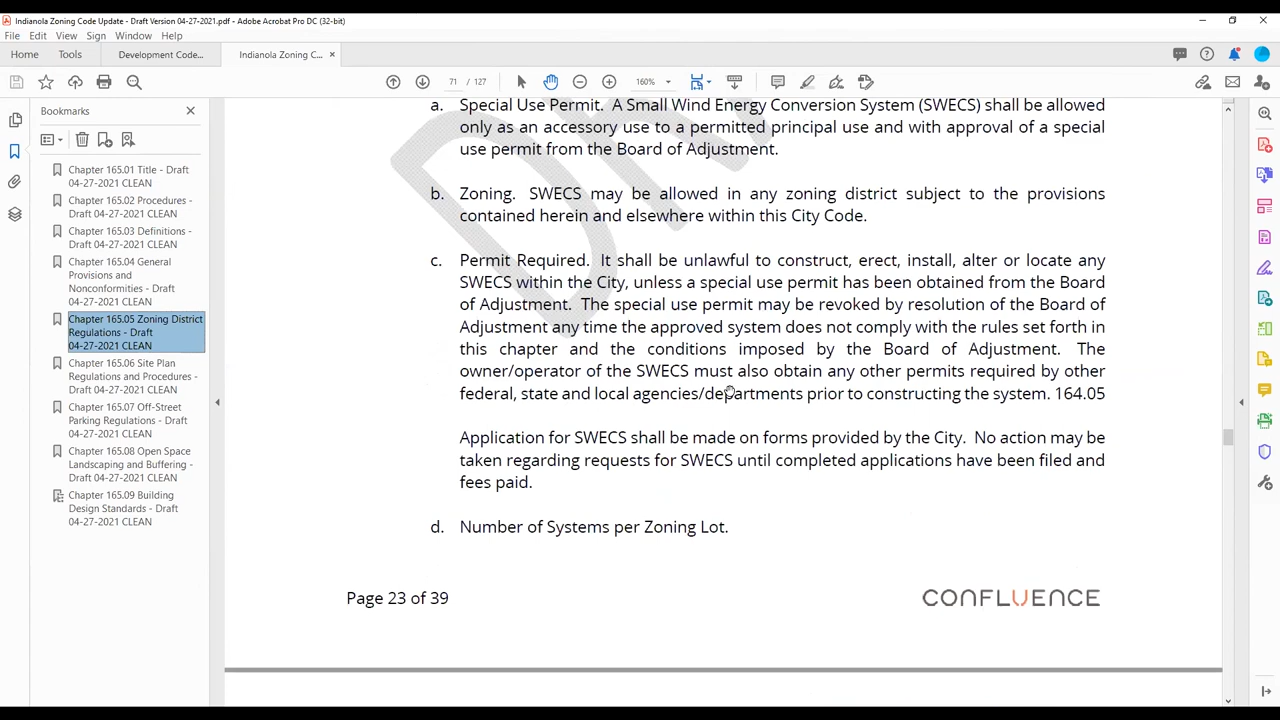 Indianola Zoning Code Update - Draft Version 04-27-2021.pdf - Adobe Acrobat Pro DC (32-bit)
File Edit View Sign Window Help
Home Tools Development Code... Indianola Zoning C... ×
71 / 127 160%
Bookmarks
Chapter 165.01 Title - Draft
04-27-2021 CLEAN
Chapter 165.02 Procedures -
Draft 04-27-2021 CLEAN
Chapter 165.03 Definitions -
Draft 04-27-2021 CLEAN
Chapter 165.04 General
Provisions and
Nonconformities - Draft
04-27-2021 CLEAN
Chapter 165.05 Zoning District
Regulations - Draft
04-27-2021 CLEAN
Chapter 165.06 Site Plan
Regulations and Procedures -
Draft 04-27-2021 CLEAN
Chapter 165.07 Off-Street
Parking Regulations - Draft
04-27-2021 CLEAN
Chapter 165.08 Open Space
Landscaping and Buffering -
Draft 04-27-2021 CLEAN
Chapter 165.09 Building
Design Standards - Draft
04-27-2021 CLEAN
a. Special Use Permit. A Small Wind Energy Conversion System (SWECS) shall be allowed
only as an accessory use to a permitted principal use and with approval of a special
use permit from the Board of Adjustment.
b. Zoning. SWECS may be allowed in any zoning district subject to the provisions
contained herein and elsewhere within this City Code.
c. Permit Required. It shall be unlawful to construct, erect, install, alter or locate any
SWECS within the City, unless a special use permit has been obtained from the Board
of Adjustment. The special use permit may be revoked by resolution of the Board of
Adjustment any time the approved system does not comply with the rules set forth in
this chapter and the conditions imposed by the Board of Adjustment. The
owner/operator of the SWECS must also obtain any other permits required by other
federal, state and local agencies/departments prior to constructing the system. 164.05
Application for SWECS shall be made on forms provided by the City. No action may be
taken regarding requests for SWECS until completed applications have been filed and
fees paid.
d. Number of Systems per Zoning Lot.
Page 23 of 39
CONFLUENCE